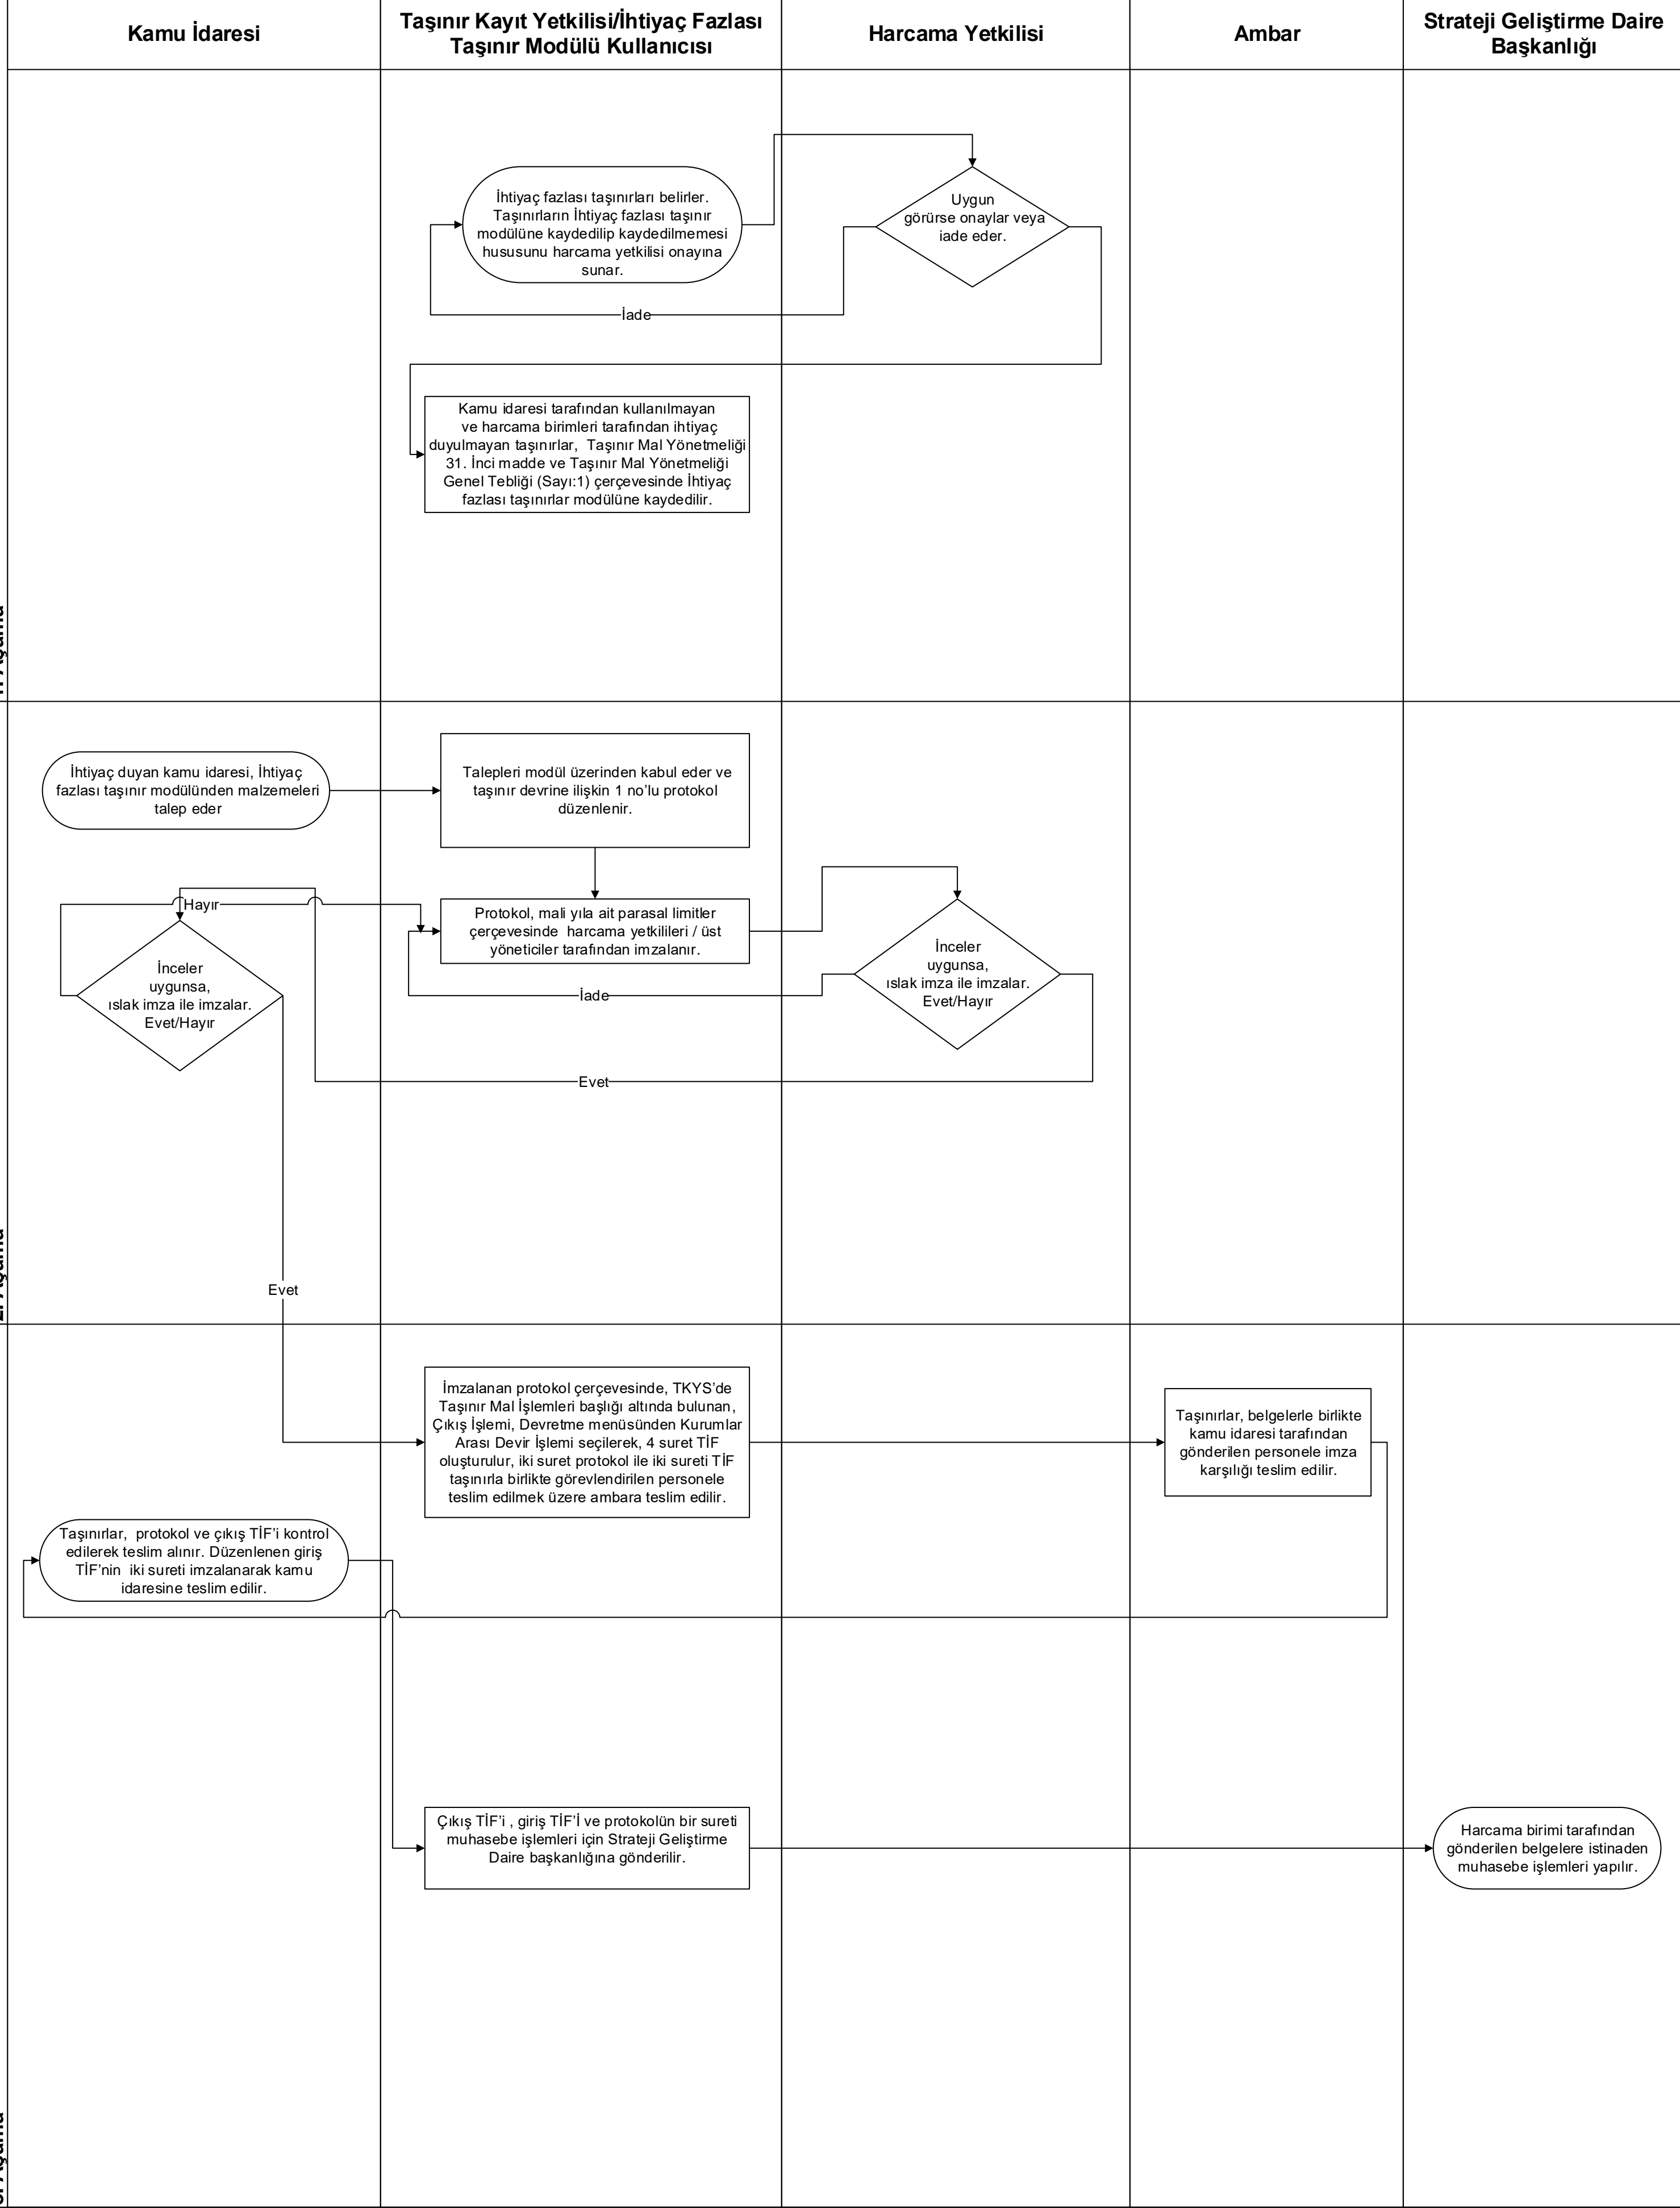 Kamu İdaresi
Taşınır Kayıt Yetkilisi/İhtiyaç Fazlası
Taşınır Modülü Kullanıcısı
Harcama Yetkilisi
Ambar
Strateji Geliştirme Daire
Başkanlığı
İhtiyaç fazlası taşınırları belirler.
Taşınırların İhtiyaç fazlası taşınır
modülüne kaydedilip kaydedilmemesi
hususunu harcama yetkilisi onayına
sunar.
Uygun
görürse onaylar veya
iade eder.
İade
Kamu idaresi tarafından kullanılmayan
ve harcama birimleri tarafından ihtiyaç
duyulmayan taşınırlar, Taşınır Mal Yönetmeliği
31. İnci madde ve Taşınır Mal Yönetmeliği
Genel Tebliği (Sayı:1) çerçevesinde İhtiyaç
fazlası taşınırlar modülüne kaydedilir.
İhtiyaç duyan kamu idaresi, İhtiyaç
fazlası taşınır modülünden malzemeleri
talep eder
Talepleri modül üzerinden kabul eder ve
taşınır devrine ilişkin 1 no’lu protokol
düzenlenir.
Hayır
Protokol, mali yıla ait parasal limitler
çerçevesinde harcama yetkilileri / üst
yöneticiler tarafından imzalanır.
İnceler
uygunsa,
ıslak imza ile imzalar.
Evet/Hayır
İnceler
uygunsa,
ıslak imza ile imzalar.
Evet/Hayır
İade
Evet
Evet
İmzalanan protokol çerçevesinde, TKYS’de
Taşınır Mal İşlemleri başlığı altında bulunan,
Çıkış İşlemi, Devretme menüsünden Kurumlar
Arası Devir İşlemi seçilerek, 4 suret TİF
oluşturulur, iki suret protokol ile iki sureti TİF
taşınırla birlikte görevlendirilen personele
teslim edilmek üzere ambara teslim edilir.
Taşınırlar, belgelerle birlikte
kamu idaresi tarafından
gönderilen personele imza
karşılığı teslim edilir.
Taşınırlar, protokol ve çıkış TİF’i kontrol
edilerek teslim alınır. Düzenlenen giriş
TİF’nin iki sureti imzalanarak kamu
idaresine teslim edilir.
Çıkış TİF’i , giriş TİF’İ ve protokolün bir sureti
muhasebe işlemleri için Strateji Geliştirme
Daire başkanlığına gönderilir.
Harcama birimi tarafından
gönderilen belgelere istinaden
muhasebe işlemleri yapılır.